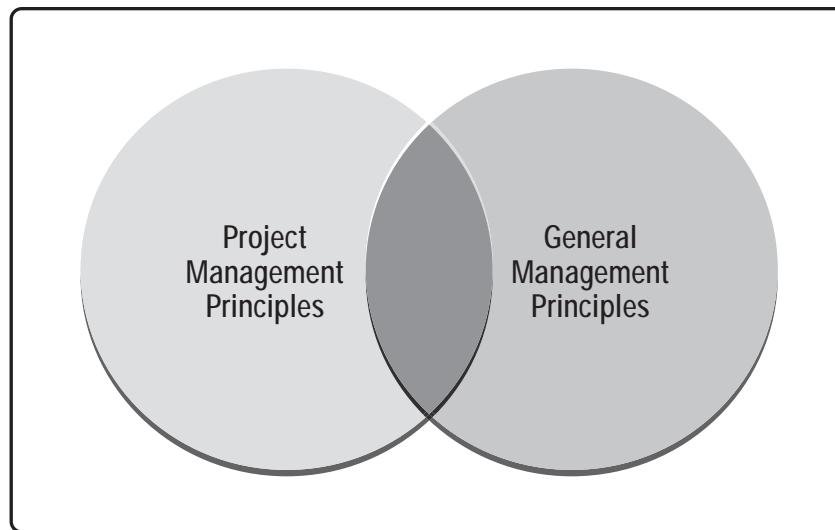 Project
Management
Principles
General
Management
Principles